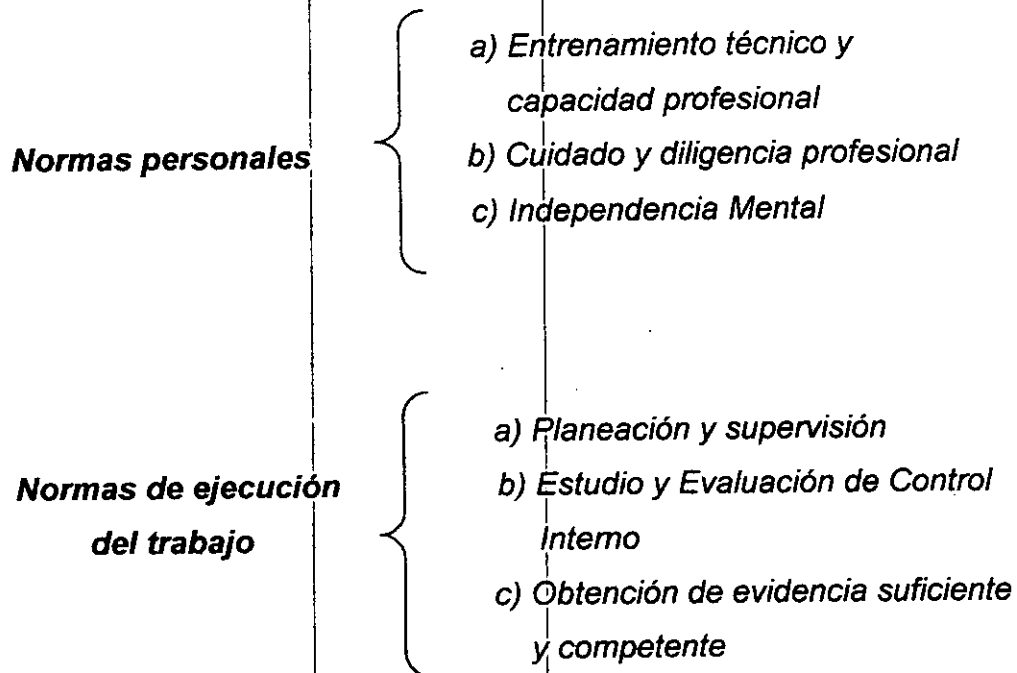 Normas personales
a) Entrenamiento técnico y
capacidad profesional
b) Cuidado y diligencia profesional
c) Independencia Mental
Normas de ejecución
del trabajo
a) Planeación y supervisión
b) Estudio y Evaluación de Control
Interno
c) Obtención de evidencia suficiente
y competente